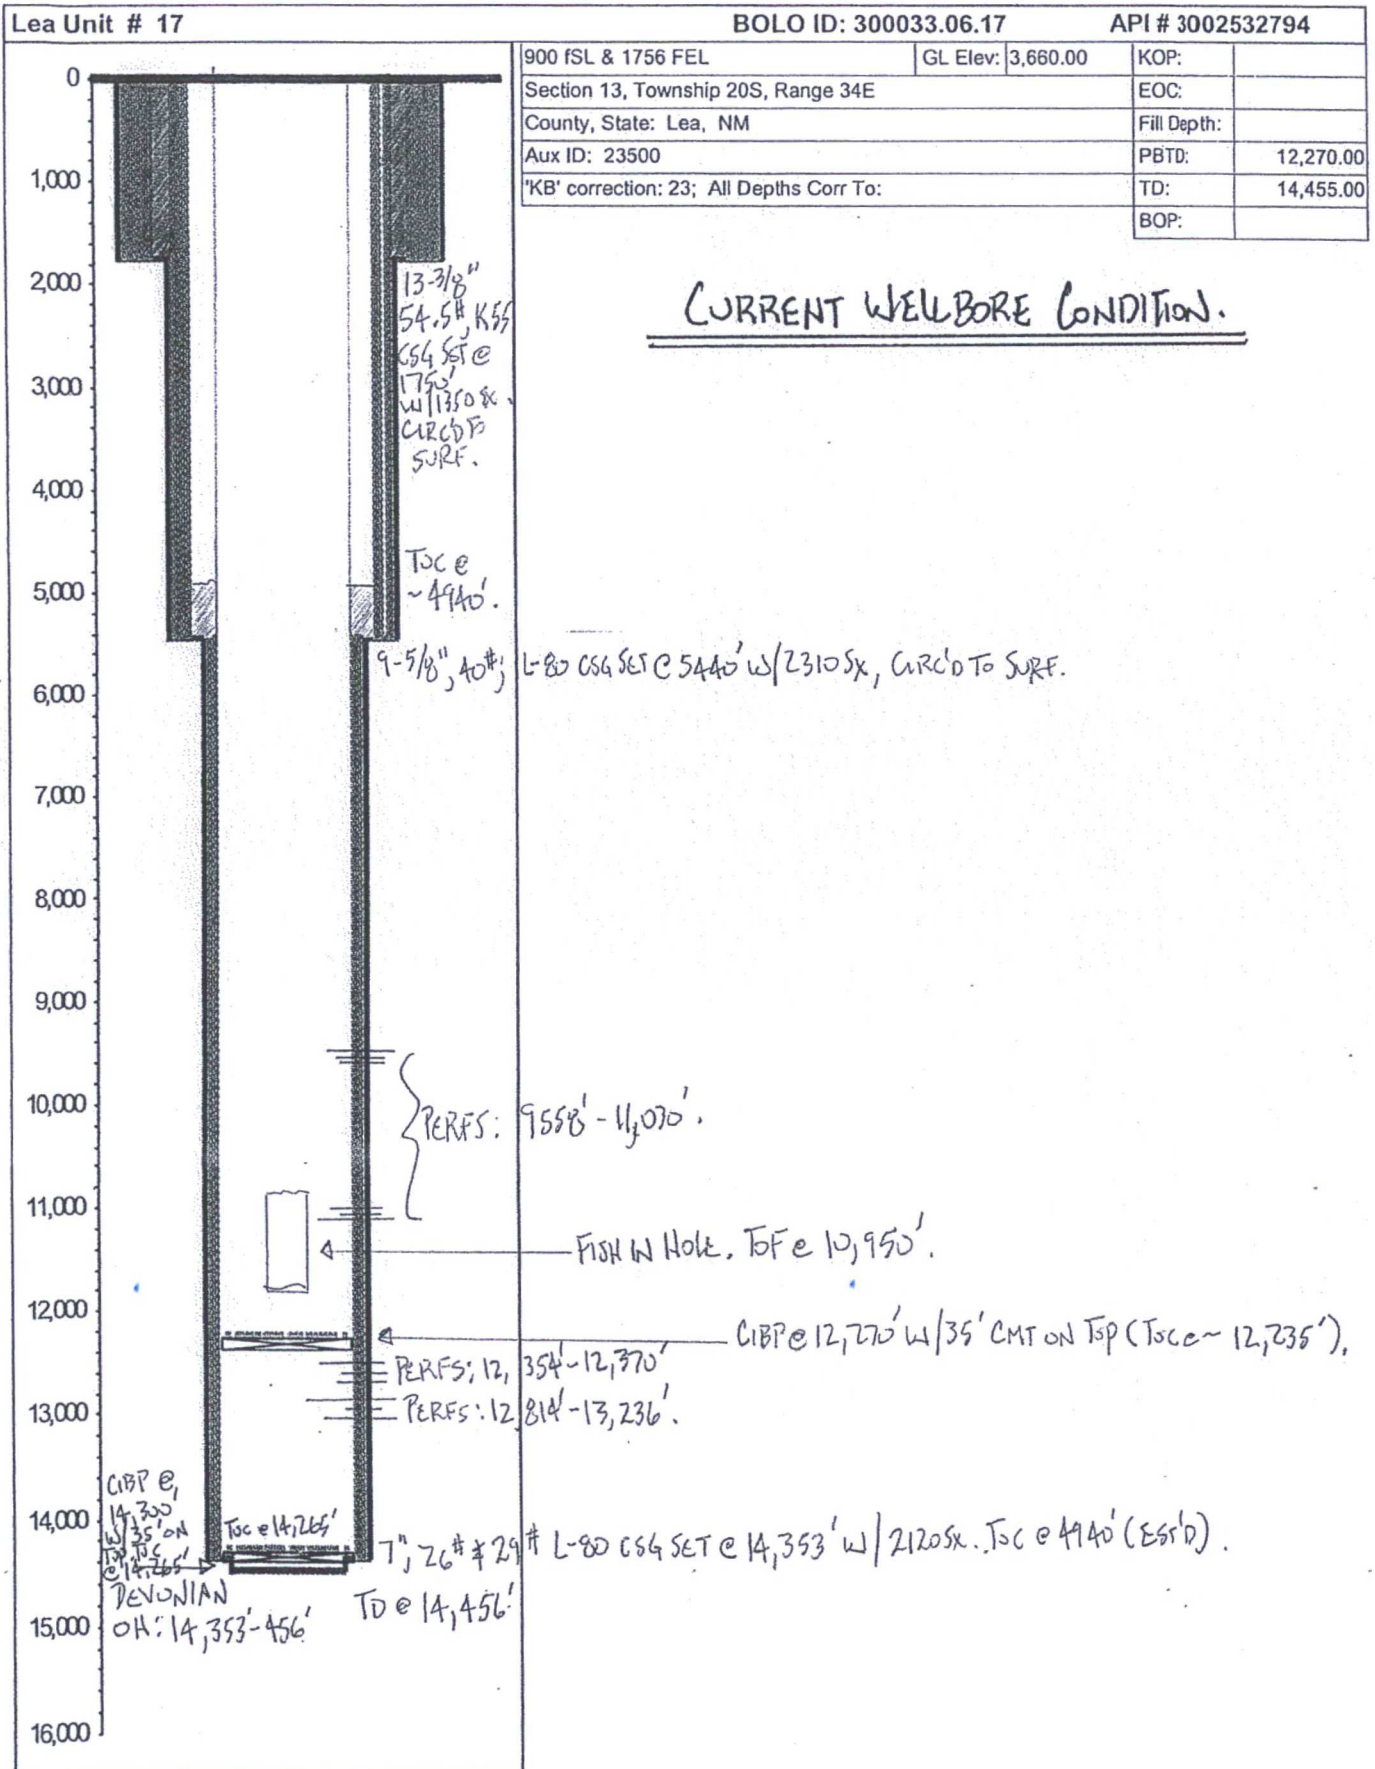 Lea Unit # 17 BOLO ID: 300033.06.17 API # 3002532794
900 fSL & 1756 FEL GL Elev: 3,660.00 KOP:
Section 13, Township 20S, Range 34E EOC:
County, State: Lea, NM Fill Depth:
Aux ID: 23500 PBTD: 12,270.00
'KB' correction: 23; All Depths Corr To: TD: 14,455.00
BOP:
CURRENT WELLBORE CONDITION.
0
1,000
2,000
3,000
4,000
5,000
6,000
7,000
8,000
9,000
10,000
11,000
12,000
13,000
14,000
15,000
16,000
13-3/8"
54.5#, K55
CSG SET @
1750'
W/1350 SX.
CIRC'D TO
SURF.
TOC @
~4940'.
9-5/8", 40#, L-80 CSG SET @ 5440' W/2310 SX, CIRC'D TO SURF.
PERFS: 9558' - 11,030'.
FISH IN HOLE. TOF @ 10,950'.
CIBP @ 12,270' W/35' CMT ON TOP (TOC @ ~ 12,235').
PERFS: 12,354'-12,370'
PERFS: 12,814'-13,236'.
CIBP @
14,300'
W/35' ON
TOP. TOC
@ 14,265'
TOC @ 14,265'
7", 26# & 29# L-80 CSG SET @ 14,353' W/2120 SX. TOC @ 4940' (EST'D).
DEVONIAN
OH: 14,353'-456'
TD @ 14,456'